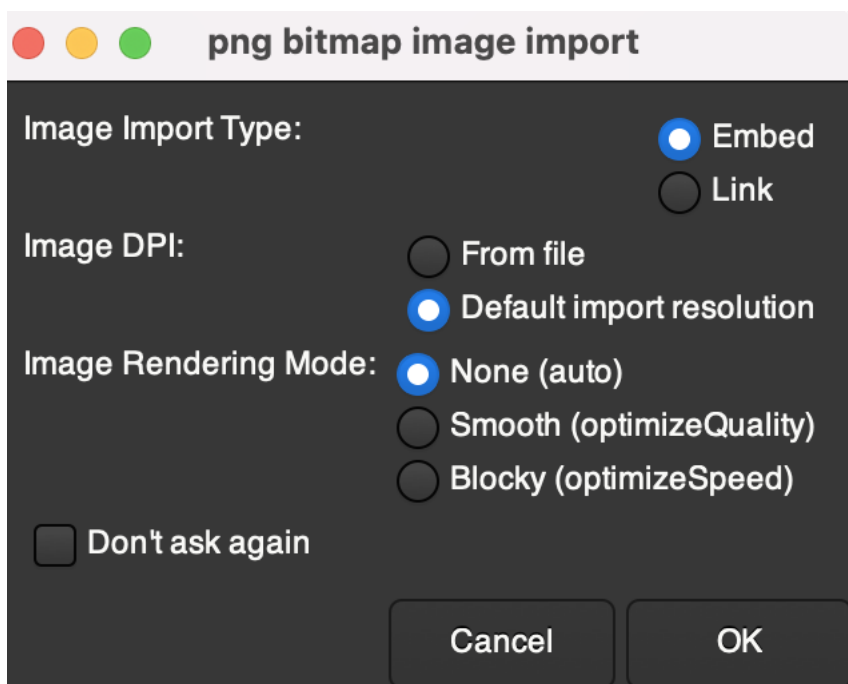 png bitmap image import
Image Import Type:
Embed
Link
Image DPI:
From file
Default import resolution
Image Rendering Mode:
None (auto)
Smooth (optimizeQuality)
Blocky (optimizeSpeed)
Don't ask again
Cancel
OK